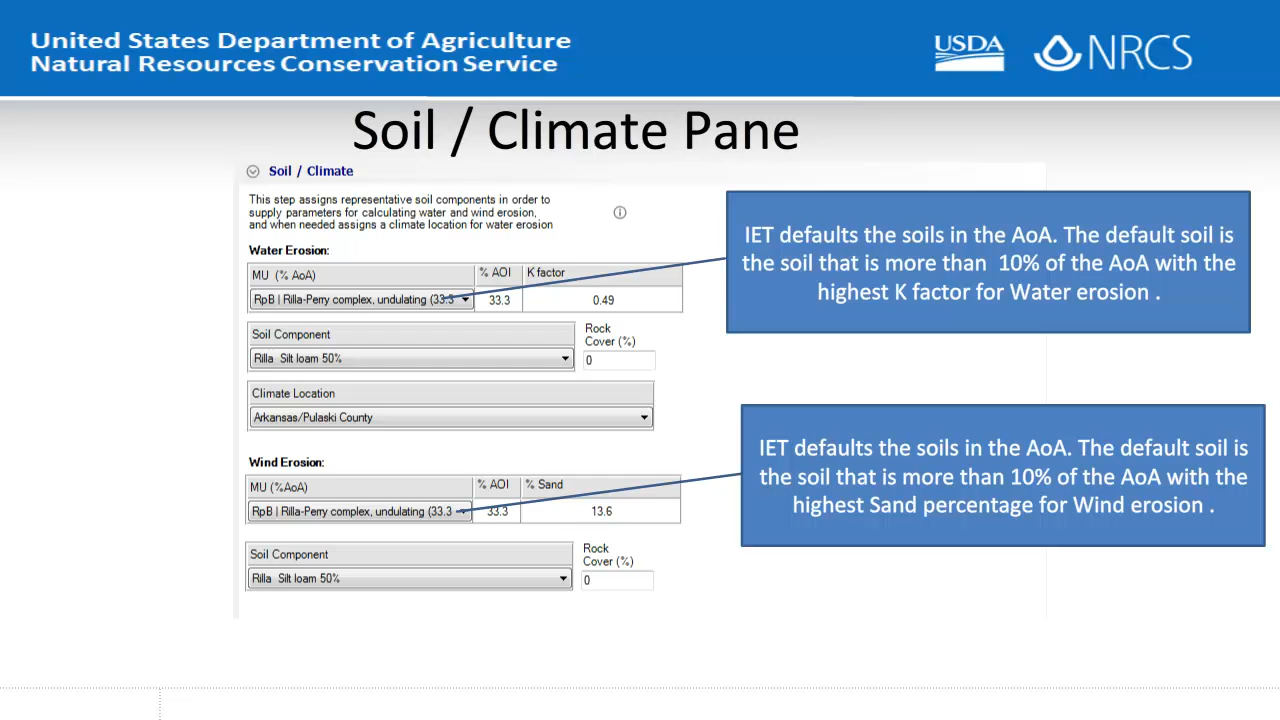 United States Department of Agriculture
Natural Resources Conservation Service
USDA
NRCS
Soil / Climate Pane
Soil / Climate
This step assigns representative soil components in order to
supply parameters for calculating water and wind erosion,
and when needed assigns a climate location for water erosion
Water Erosion:
MU (% AoA) % AOI K factor
RpB | Rilla-Perry complex, undulating (33.3 33.3 0.49
Soil Component
Rock
Cover (%)
Rilla Silt loam 50% 0
Climate Location
Arkansas/Pulaski County
IET defaults the soils in the AoA. The default soil is
the soil that is more than 10% of the AoA with the
highest K factor for Water erosion .
Wind Erosion:
MU (%AoA) % AOI % Sand
RpB | Rilla-Perry complex, undulating (33.3 33.3 13.6
Soil Component
Rock
Cover (%)
Rilla Silt loam 50% 0
IET defaults the soils in the AoA. The default soil is
the soil that is more than 10% of the AoA with the
highest Sand percentage for Wind erosion .